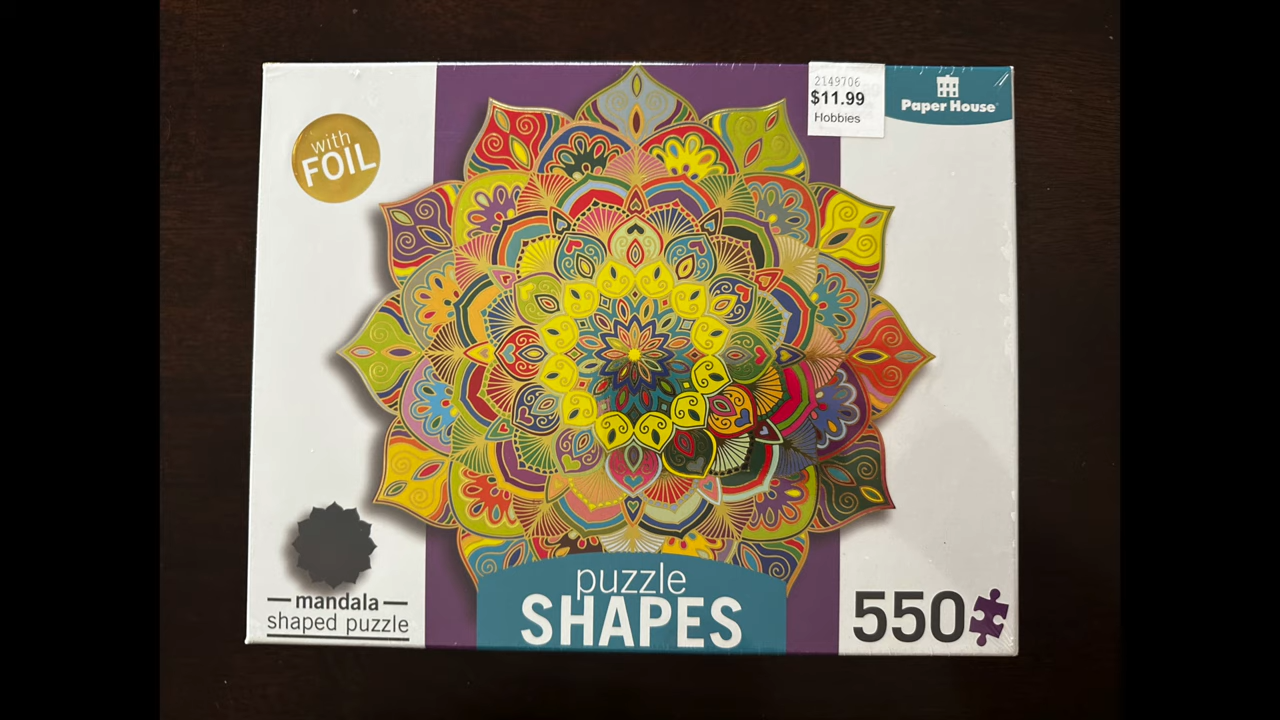 2149706
$11.99
Hobbies
Paper House
with
FOIL
mandala
shaped puzzle
puzzle
SHAPES
550